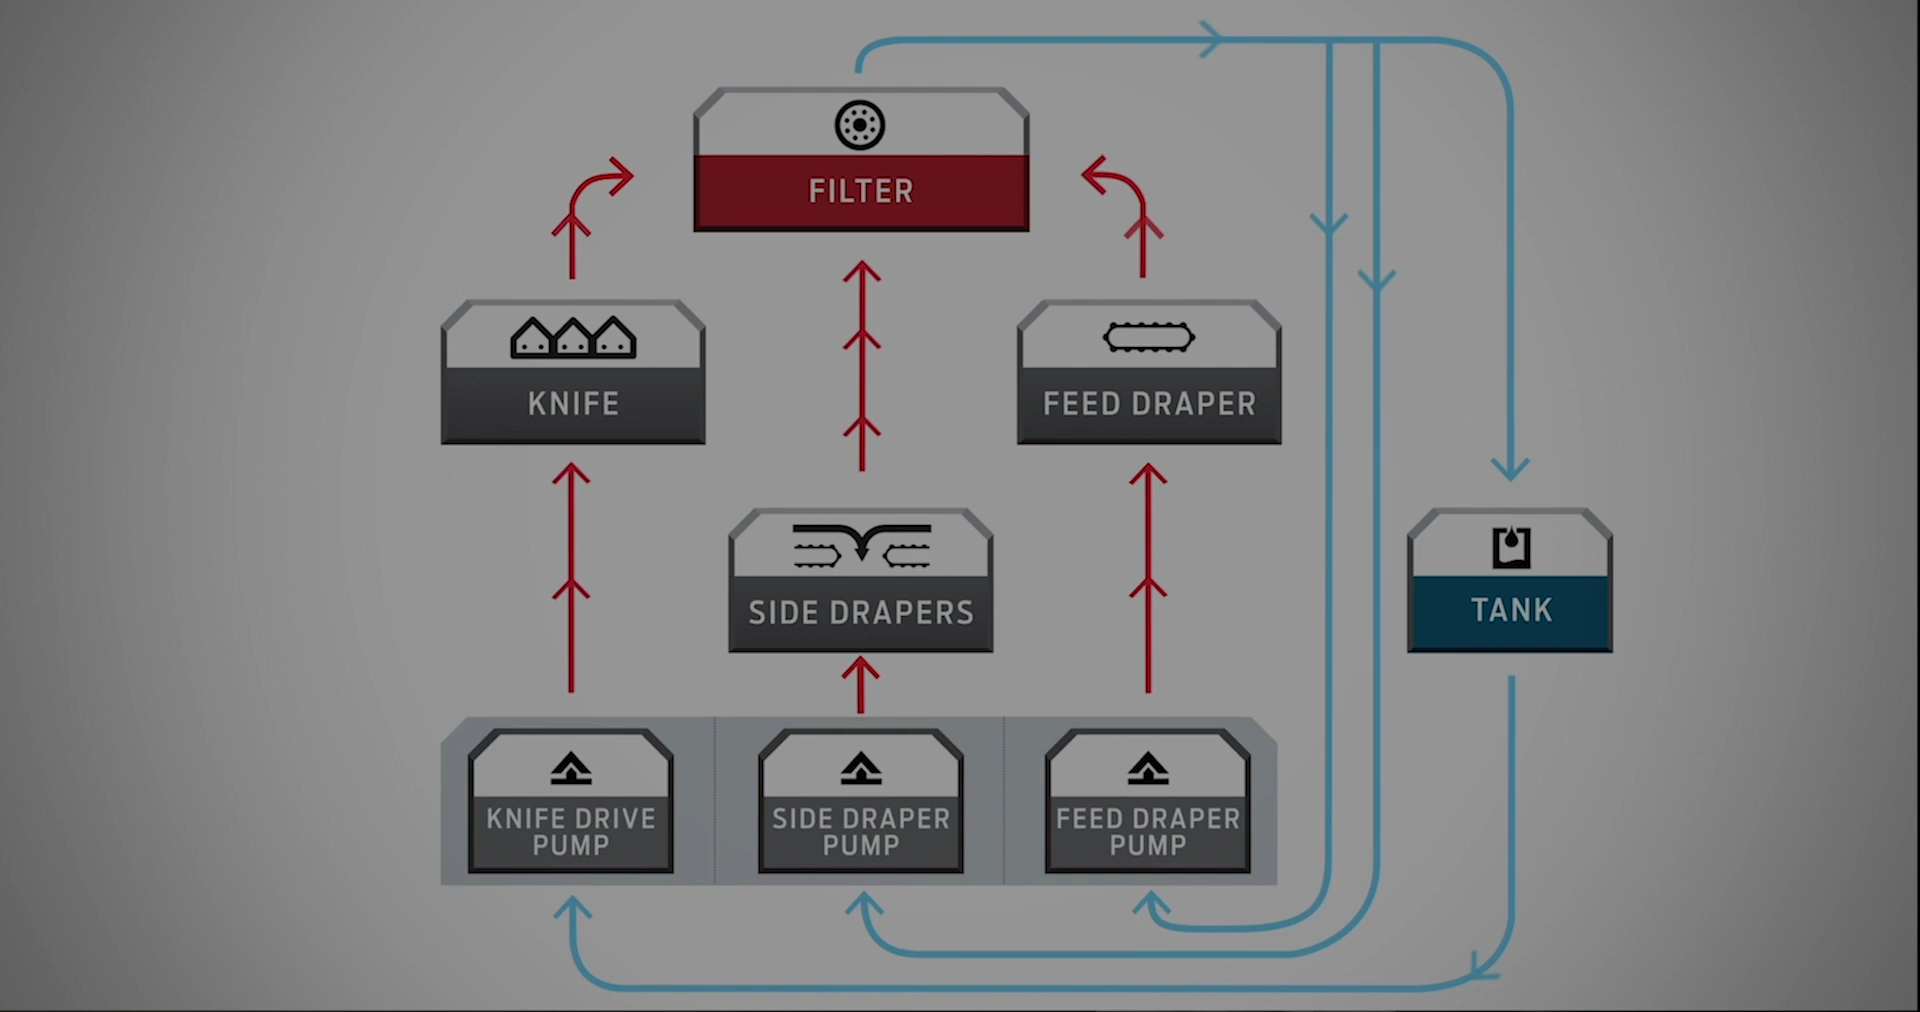 FILTER
KNIFE
FEED DRAPER
SIDE DRAPERS
TANK
KNIFE DRIVE
PUMP
SIDE DRAPER
PUMP
FEED DRAPER
PUMP